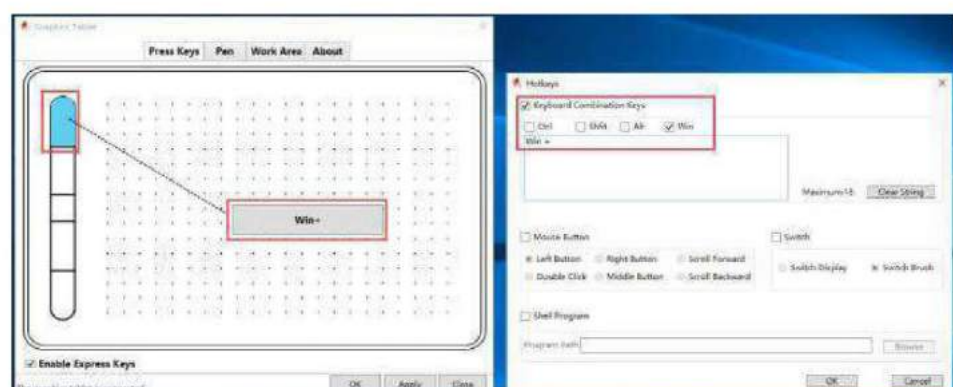 Graphics Tablet
Press Keys Pen Work Area About
Win+
Enable Express Keys
OK Apply Close
Hotkeys
Keyboard Combination Keys
Ctrl Shfit Alt Win
Win +
Maximum:18 Clear String
Mouse Button
Switch
Left Button Right Button Scroll Forward
Switch Display Switch Brush
Double Click Middle Button Scroll Backward
Shell Program
Program Path Browse
OK Cancel